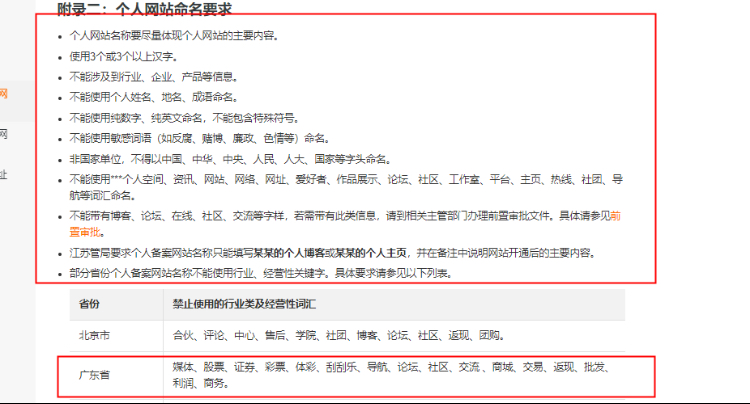 附录二：个人网站命名要求
• 个人网站名称要尽量体现个人网站的主要内容。
• 使用3个或3个以上汉字。
• 不能涉及到行业、企业、产品等信息。
• 不能使用个人姓名、地名、成语命名。
• 不能使用纯数字、纯英文命名，不能包含特殊符号。
• 不能使用敏感词语（如反腐、赌博、廉政、色情等）命名。
• 非国家单位，不得以中国、中华、中央、人民、人大、国家等字头命名。
网
• 不能使用***个人空间、资讯、网站、网络、网址、爱好者、作品展示、论坛、社区、工作室、平台、主页、热线、社团、导
航等词汇命名。
网
址
• 不能带有博客、论坛、在线、社区、交流等字样，若需带有此类信息，请到相关主管部门办理前置审批文件。具体请参见前
置审批。
• 江苏管局要求个人备案网站名称只能填写某某的个人博客或某某的个人主页，并在备注中说明网站开通后的主要内容。
• 部分省份个人备案网站名称不能使用行业、经营性关键字。具体要求请参见以下列表。
省份 禁止使用的行业类及经营性词汇
北京市 合伙、评论、中心、售后、学院、社团、博客、论坛、社区、返现、团购。
广东省 媒体、股票、证券、彩票、体彩、刮刮乐、导航、论坛、社区、交流 、商城、交易、返现、批发、
利润、商务。